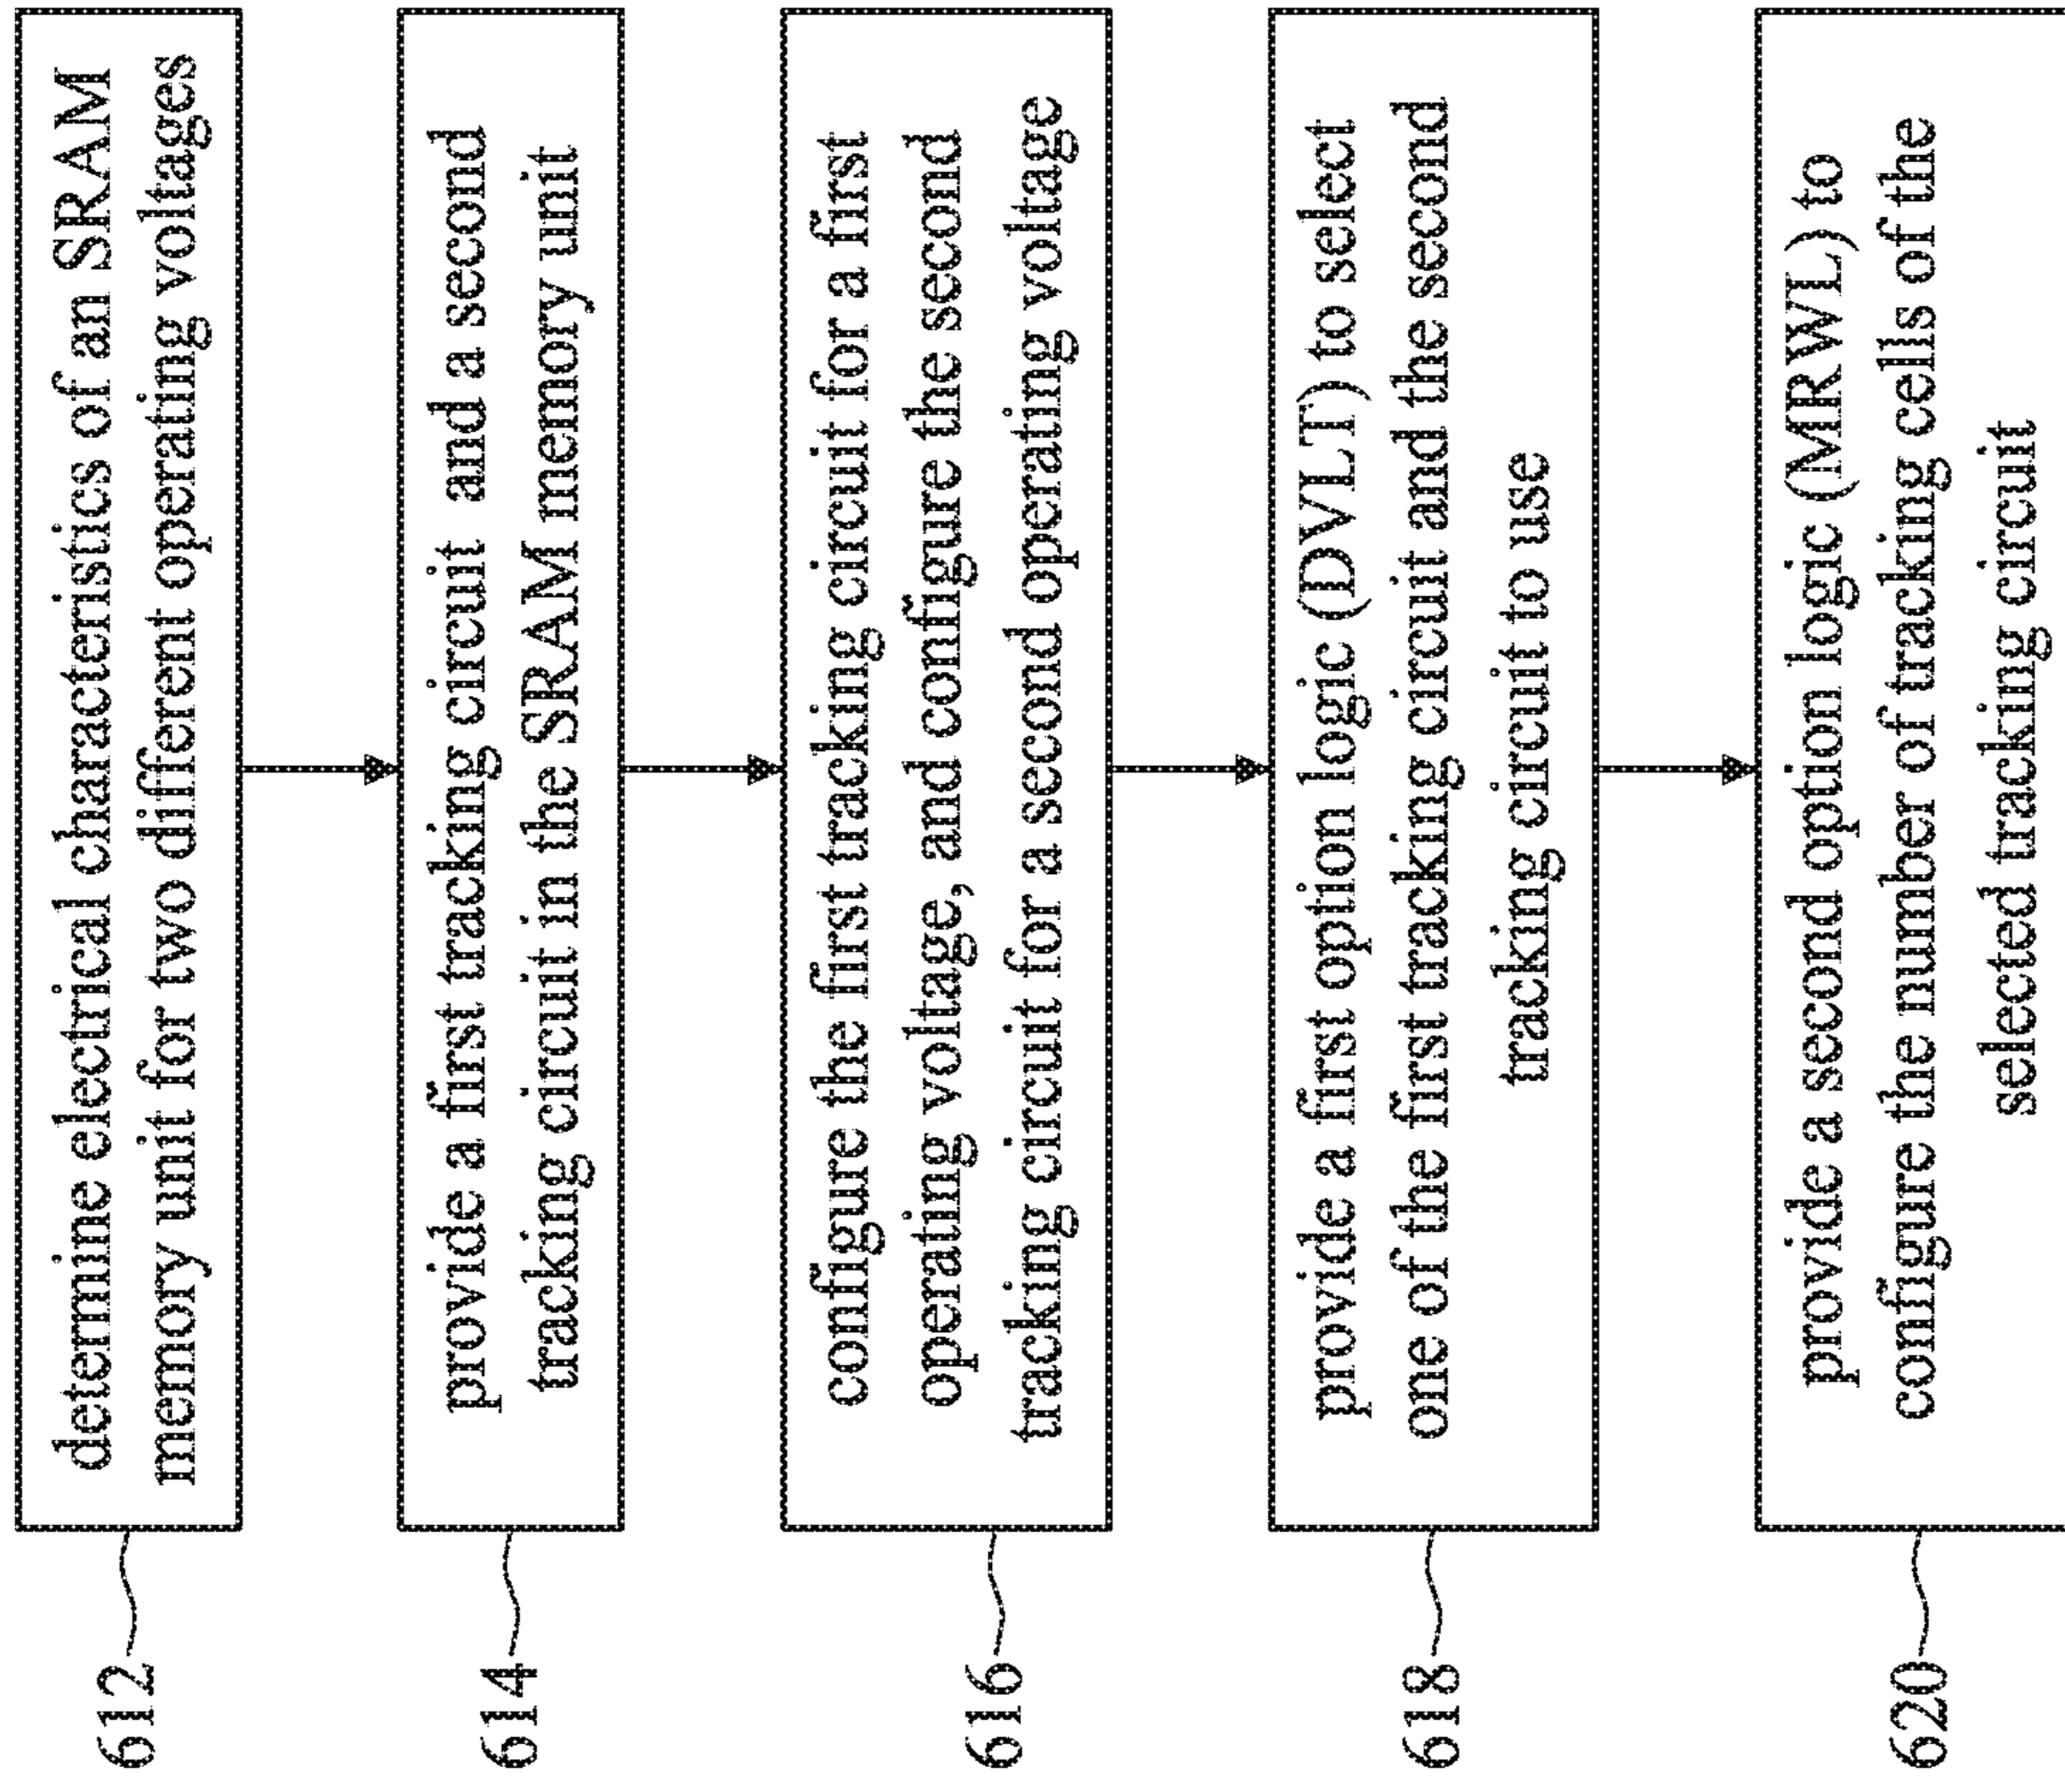 612
determine electrical characteristics of an SRAM
memory unit for two different operating voltages
614
provide a first tracking circuit and a second
tracking circuit in the SRAM memory unit
616
configure the first tracking circuit for a first
operating voltage, and configure the second
tracking circuit for a second operating voltage
618
provide a first option logic (DVLT) to select
one of the first tracking circuit and the second
tracking circuit to use
620
provide a second option logic (MRWL) to
configure the number of tracking cells of the
selected tracking circuit